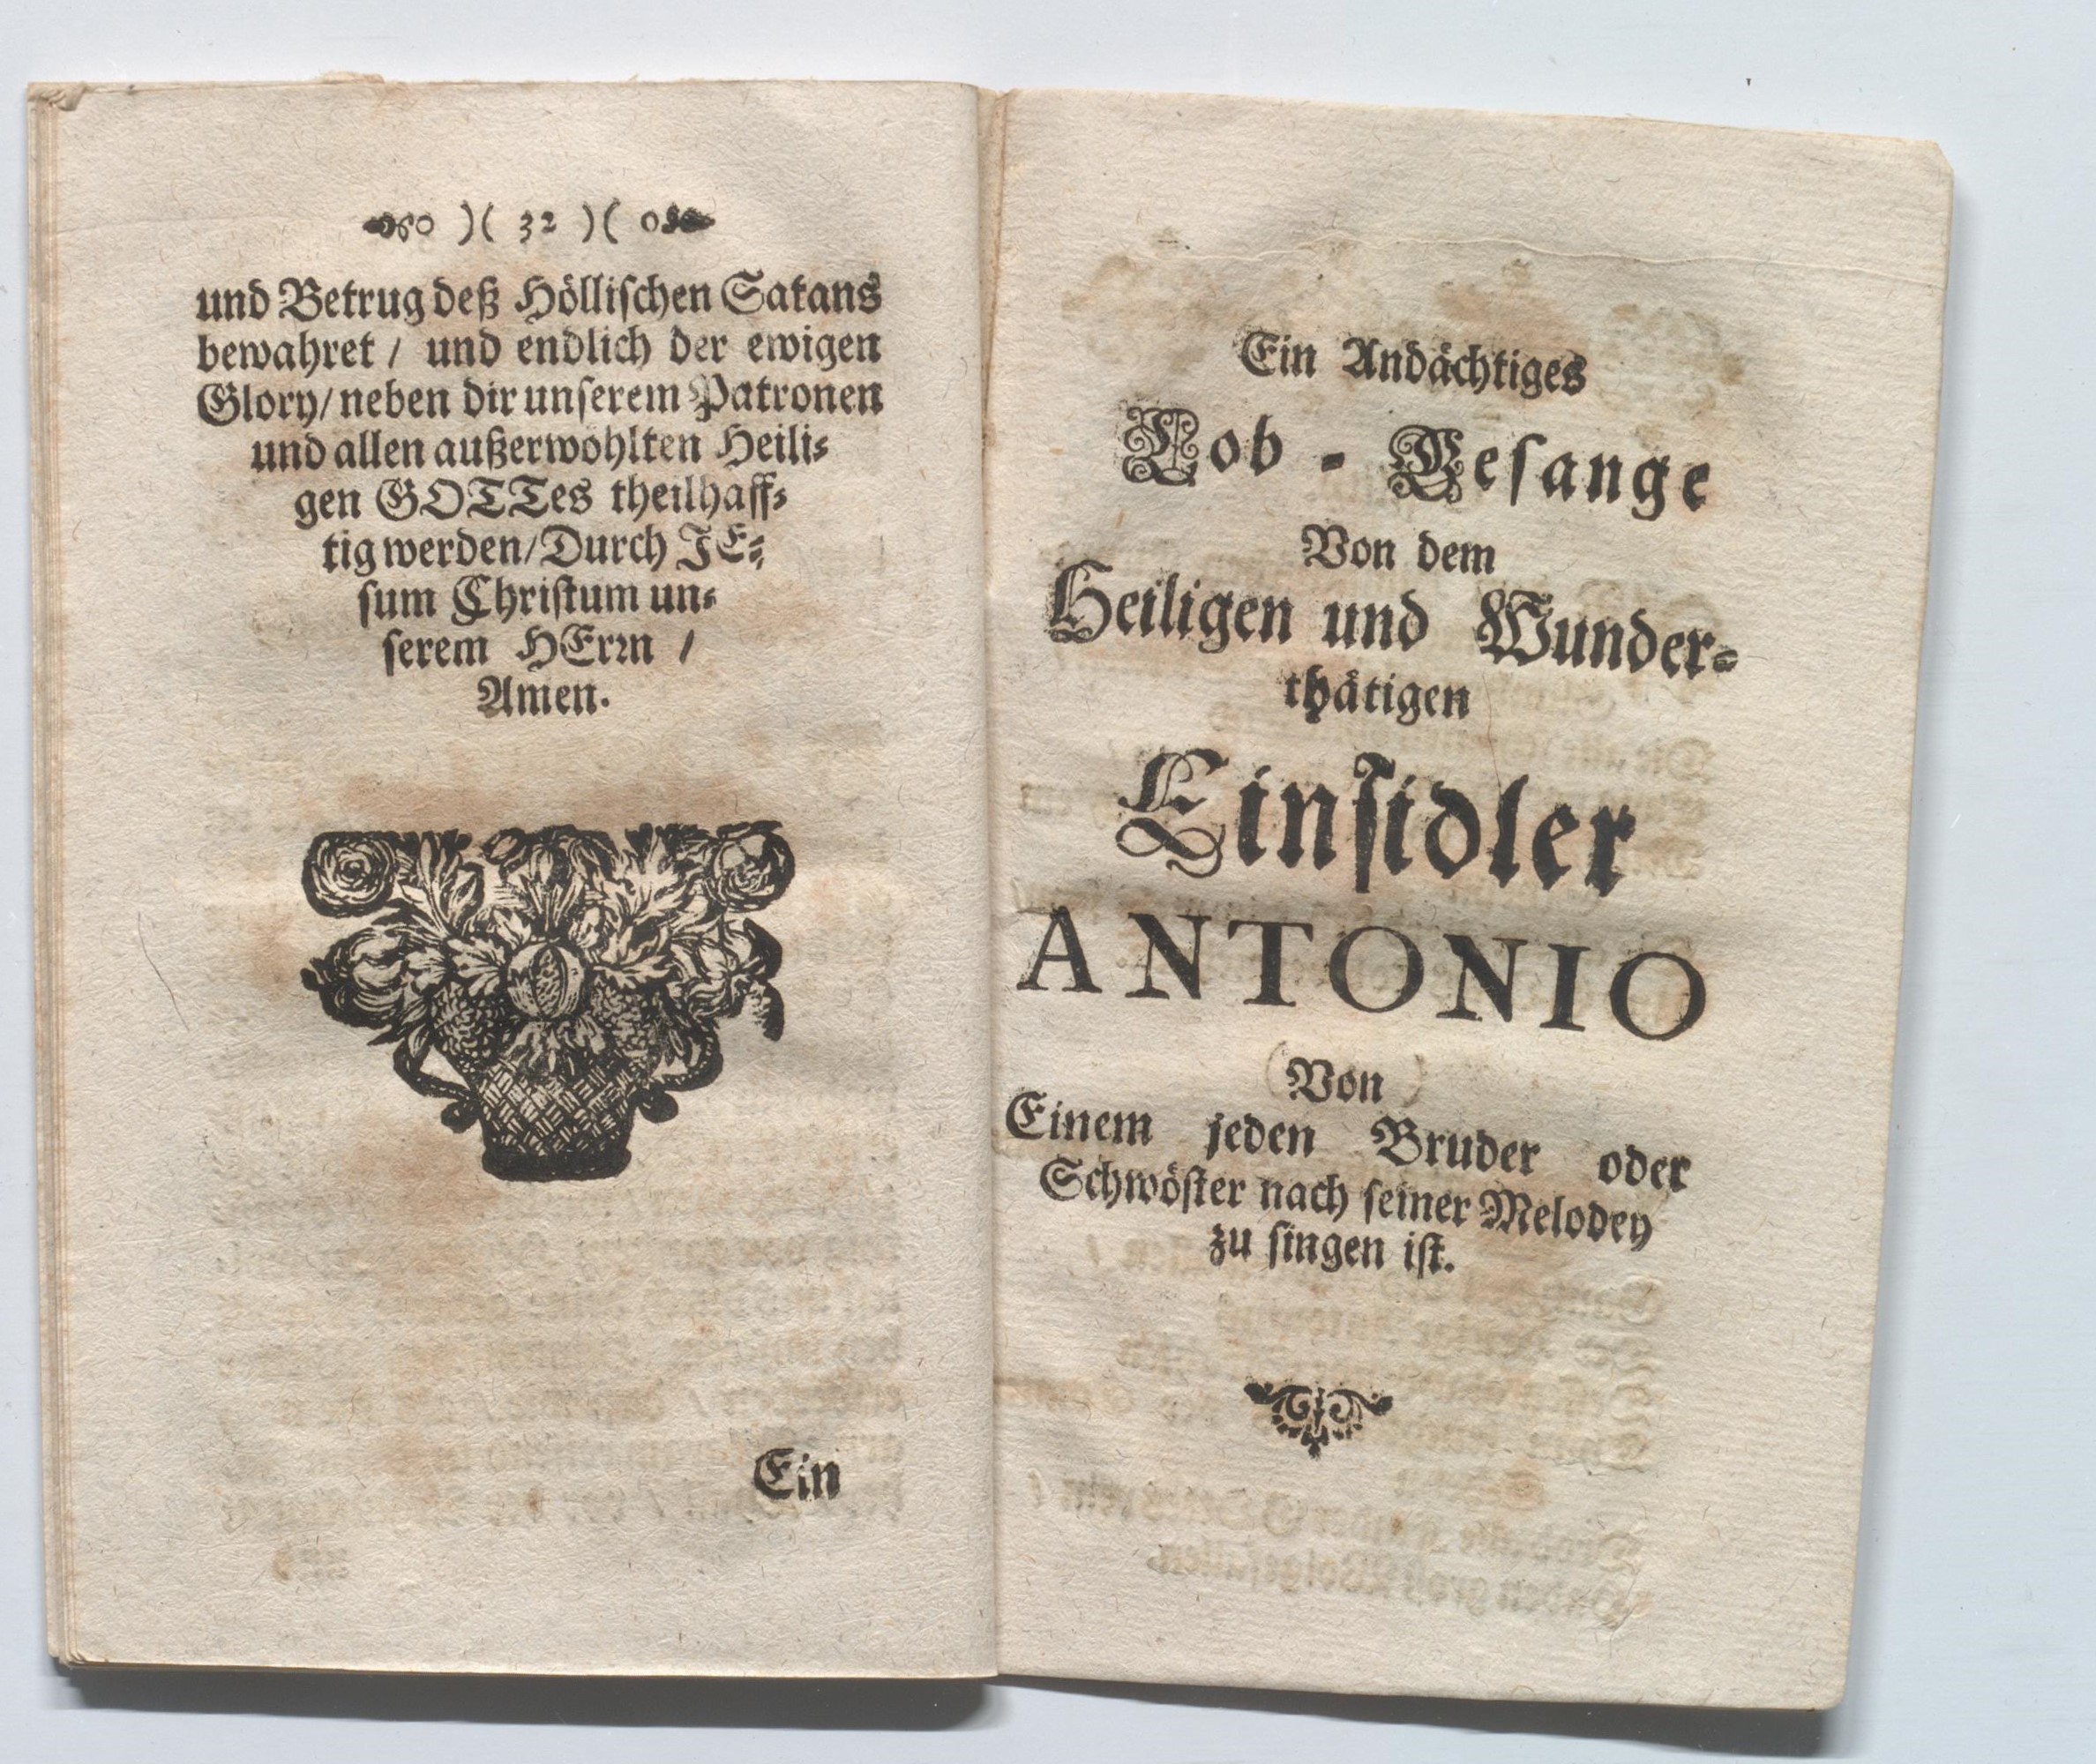 )( 32 )(
und Betrug deß Höllischen Satans
bewahret / und endlich der ewigen
Glory/ neben dir unserem Patronen
und allen außerwöhlten Heili-
gen GOTTes theilhaff-
tig werden/ Durch JE-
sum Christum un-
serem HErrn /
Amen.
Ein
Ein Andächtiges
Lob - Gesange
Von dem
Heiligen und Wunder-
thätigen
Einsidler
ANTONIO
(Von)
Einem jeden Bruder oder
Schwöster nach seiner Melodey
zu singen ist.